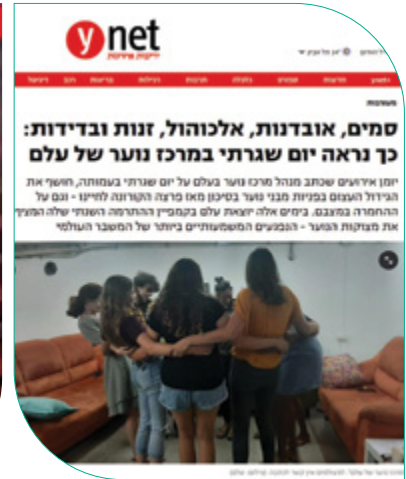 ynet
ידיעות אחרונות
מעורבות
סמים, אובדנות, אלכוהול, זנות ובדידות:
כך נראה יום שגרתי במרכז נוער של עלם
יומן אירועים שכתב מנהל מרכז נוער בעלם על יום שגרתי בעמותה, חושף את
הגידול העצום בפניות מבני נוער בסיכון מאז פרצה הקורונה לחיינו - וגם על
ההחמרה במצבם. בימים אלה יוצאת עלם בקמפיין ההתרמה השנתי שלה המציף
את מצוקות הנוער - הנפגעים המשמעותיים ביותר של המשבר העולמי